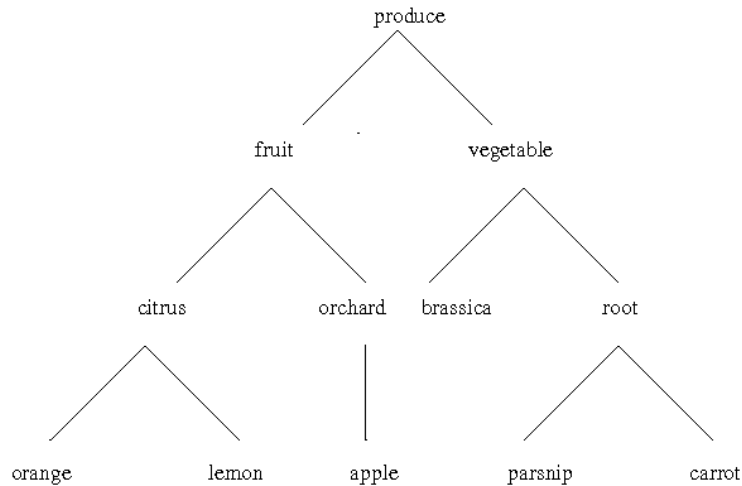 produce
fruit vegetable
citrus orchard brassica root
orange lemon apple parsnip carrot